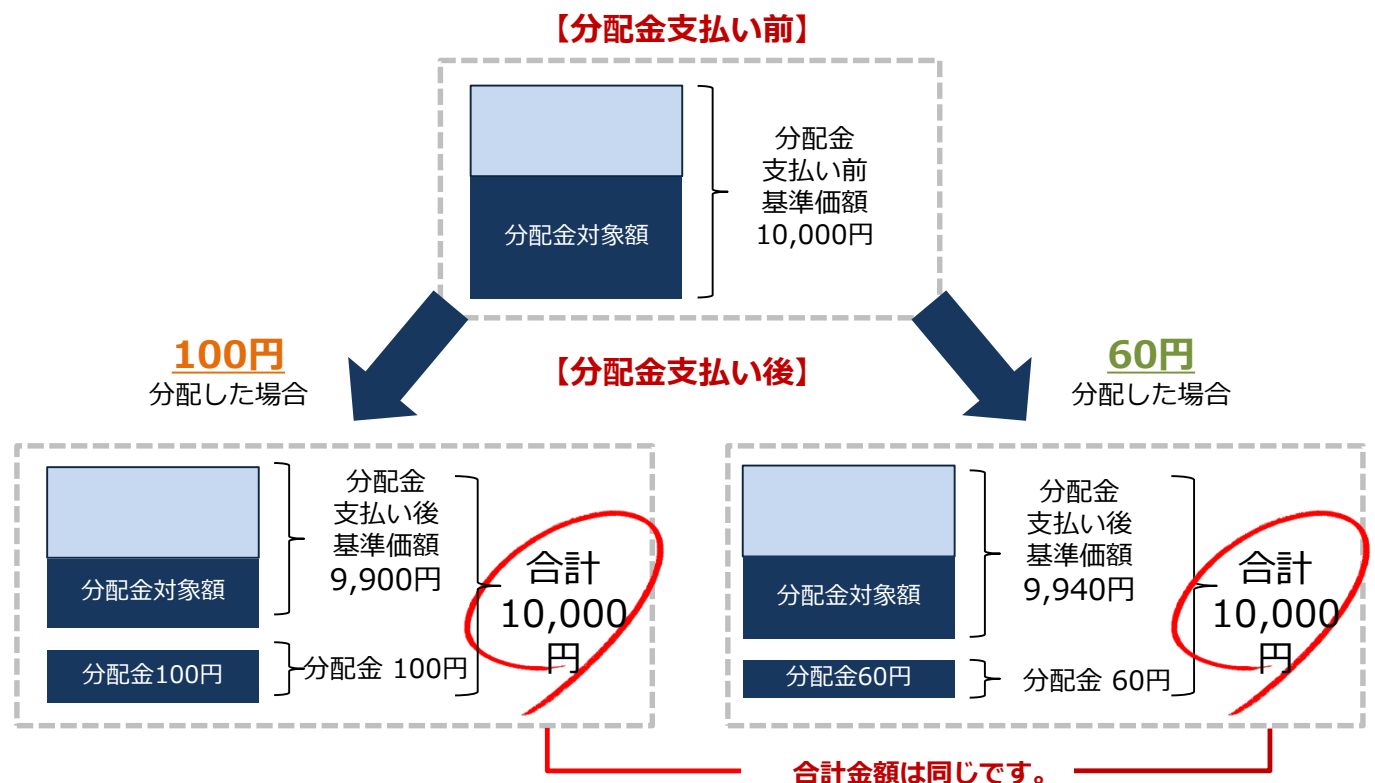 【分配金支払い前】
分配金対象額
分配金
支払い前
基準価額
10,000円
100円
分配した場合
【分配金支払い後】
60円
分配した場合
分配金対象額
分配金100円
分配金
支払い後
基準価額
9,900円
分配金 100円
合計
10,000
円
分配金対象額
分配金60円
分配金
支払い後
基準価額
9,940円
分配金 60円
合計
10,000
円
合計金額は同じです。